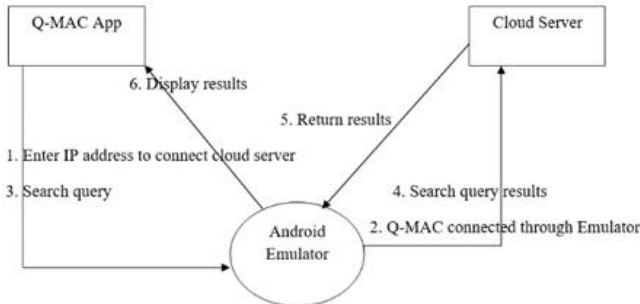 Q-MAC App
Cloud Server
6. Display results
5. Return results
1. Enter IP address to connect cloud server
3. Search query
4. Search query results
Android
Emulator
2. Q-MAC connected through Emulator